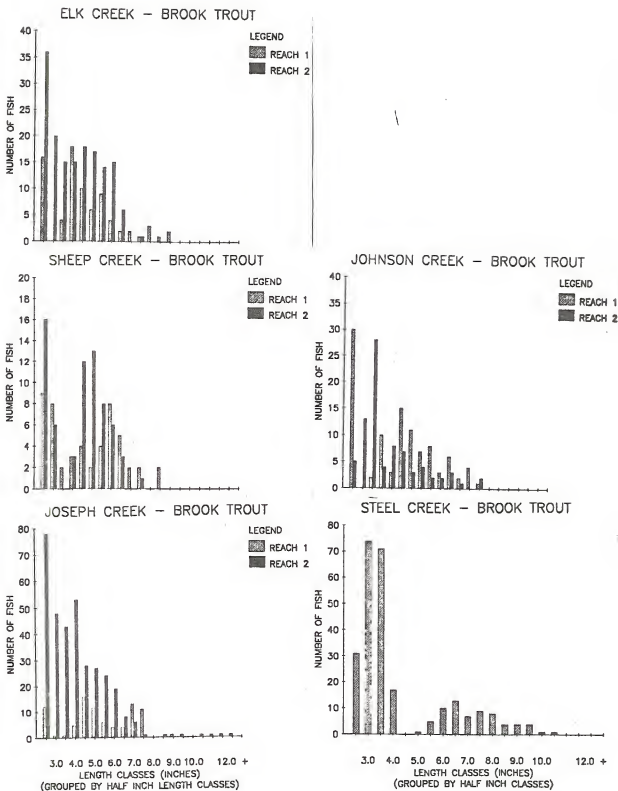 ELK CREEK – BROOK TROUT
LEGEND
REACH 1
REACH 2
NUMBER OF FISH
40
35
30
25
20
15
10
5
0
SHEEP CREEK – BROOK TROUT
LEGEND
REACH 1
REACH 2
NUMBER OF FISH
20
18
16
14
12
10
8
6
4
2
0
JOHNSON CREEK – BROOK TROUT
LEGEND
REACH 1
REACH 2
NUMBER OF FISH
40
35
30
25
20
15
10
5
0
JOSEPH CREEK – BROOK TROUT
LEGEND
REACH 1
REACH 2
NUMBER OF FISH
80
70
60
50
40
30
20
10
0
3.0 4.0 5.0 6.0 7.0 8.0 9.0 10.0 12.0 +
LENGTH CLASSES (INCHES)
(GROUPED BY HALF INCH LENGTH CLASSES)
STEEL CREEK – BROOK TROUT
NUMBER OF FISH
80
70
60
50
40
30
20
10
0
3.0 4.0 5.0 6.0 7.0 8.0 9.0 10.0 12.0 +
LENGTH CLASSES (INCHES)
(GROUPED BY HALF INCH LENGTH CLASSES)